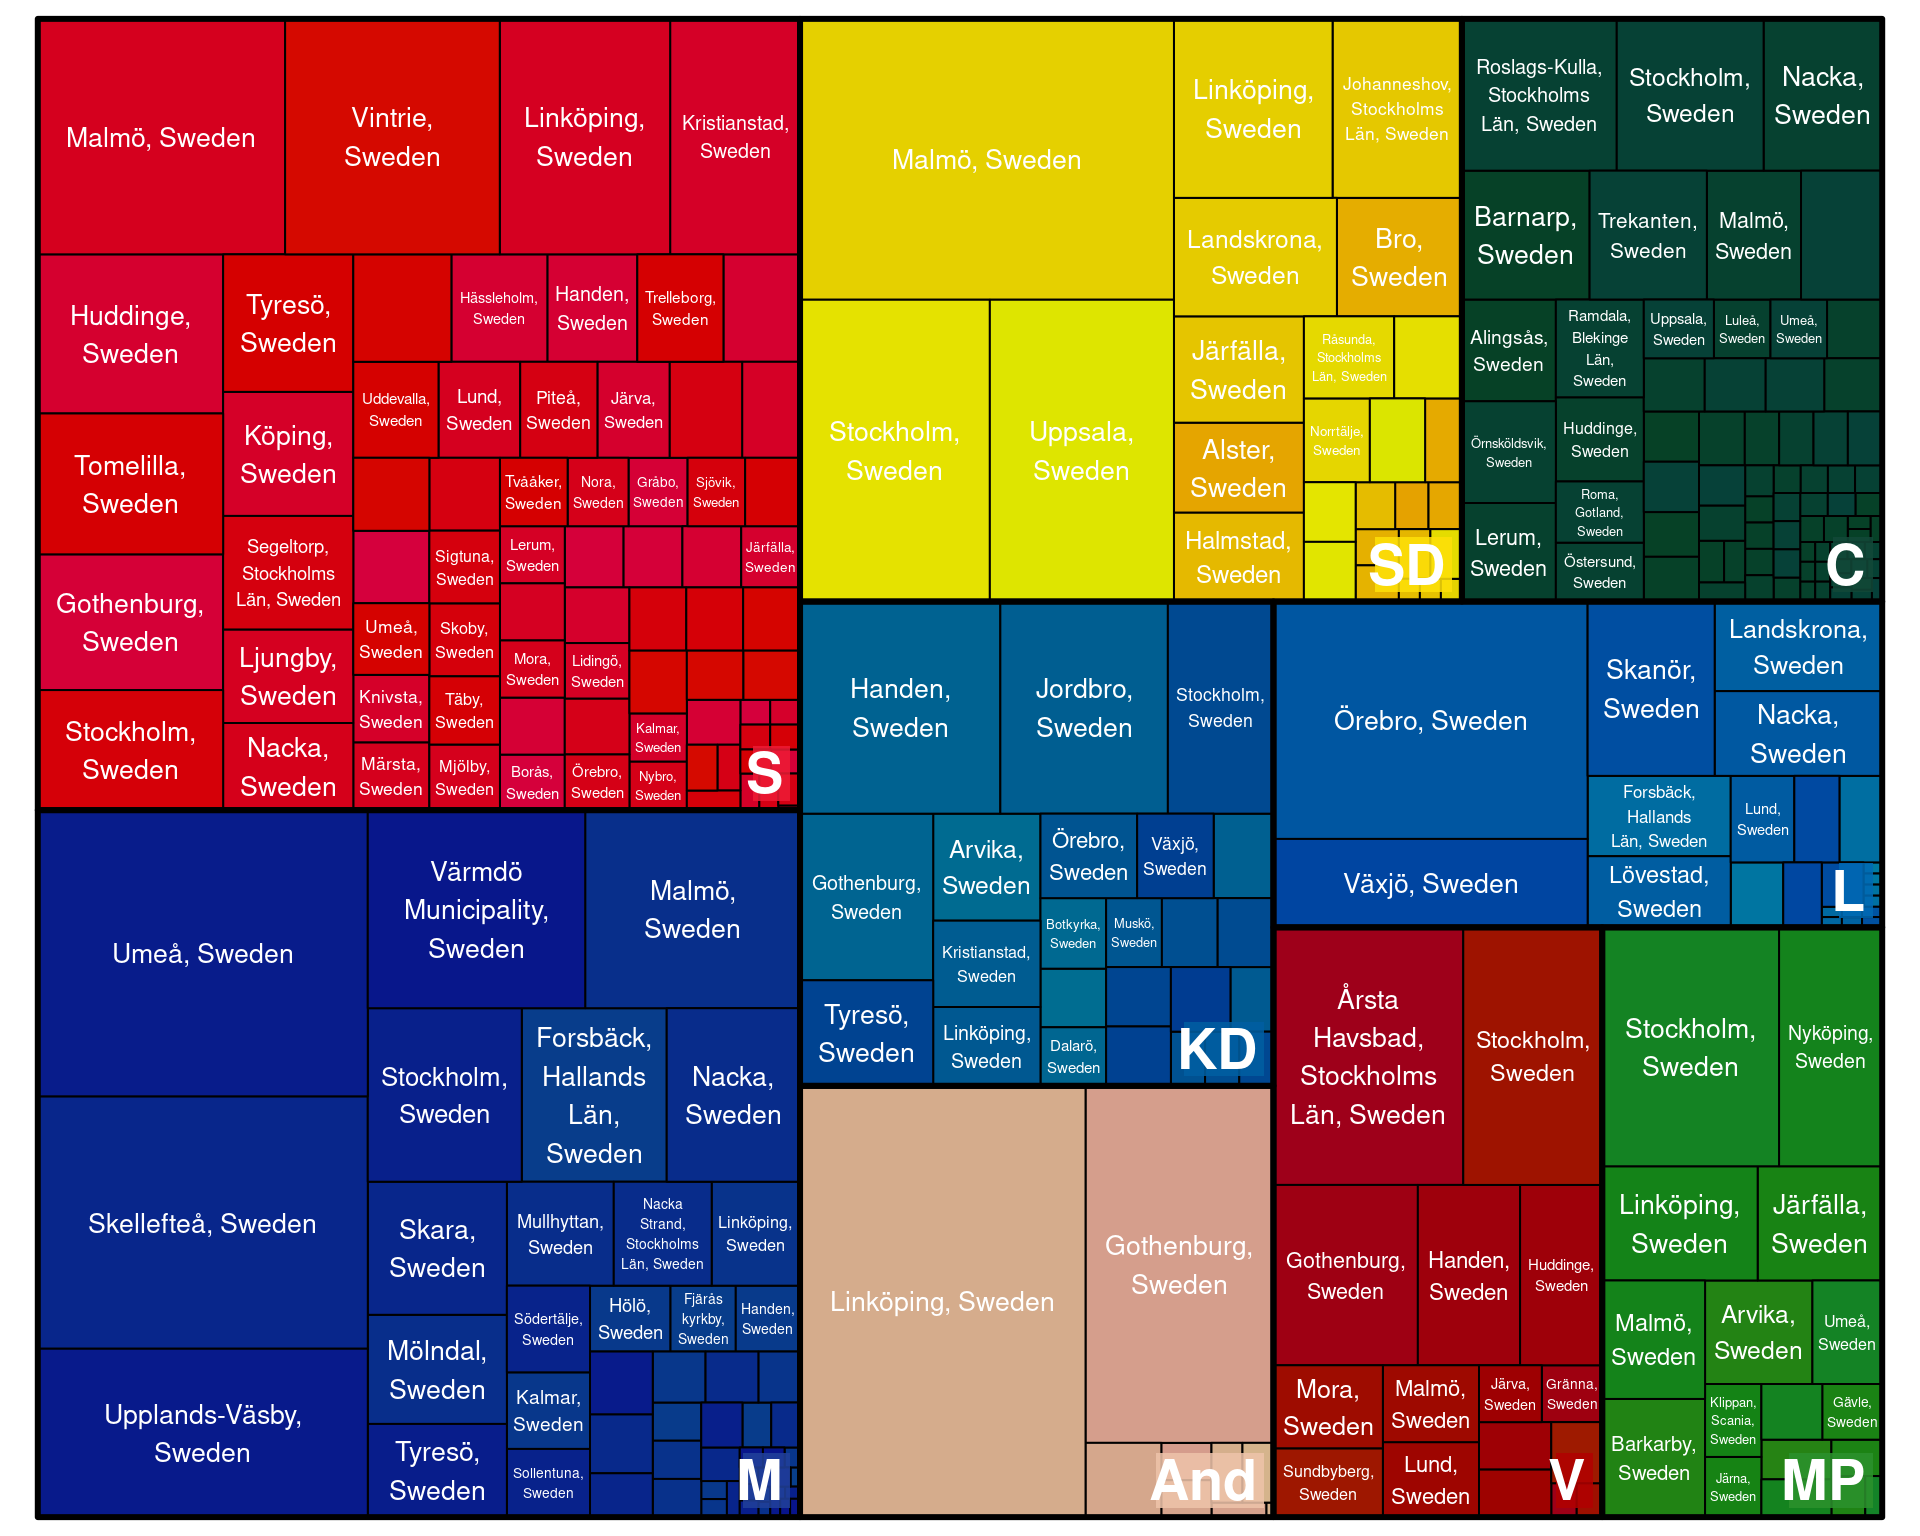 Malmö, Sweden
Vintrie,
Sweden
Linköping,
Sweden
Kristianstad,
Sweden
Huddinge,
Sweden
Tomelilla,
Sweden
Gothenburg,
Sweden
Stockholm,
Sweden
Tyresö,
Sweden
Köping,
Sweden
Segeltorp,
Stockholms
Län, Sweden
Ljungby,
Sweden
Nacka,
Sweden
Hässleholm,
Sweden
Handen,
Sweden
Trelleborg,
Sweden
Uddevalla,
Sweden
Lund,
Sweden
Piteå,
Sweden
Järva,
Sweden
Sigtuna,
Sweden
Umeå,
Sweden
Skoby,
Sweden
Knivsta,
Sweden
Täby,
Sweden
Märsta,
Sweden
Mjölby,
Sweden
Tvååker,
Sweden
Nora,
Sweden
Gråbo,
Sweden
Sjövik,
Sweden
Lerum,
Sweden
Järfälla,
Sweden
Mora,
Sweden
Lidingö,
Sweden
Borås,
Sweden
Örebro,
Sweden
Kalmar,
Sweden
Nybro,
Sweden
S
Umeå, Sweden
Skellefteå, Sweden
Upplands-Väsby,
Sweden
Värmdö
Municipality,
Sweden
Malmö,
Sweden
Stockholm,
Sweden
Forsbäck,
Hallands
Län,
Sweden
Nacka,
Sweden
Skara,
Sweden
Mölndal,
Sweden
Tyresö,
Sweden
Mullhyttan,
Sweden
Nacka
Strand,
Stockholms
Län, Sweden
Linköping,
Sweden
Södertälje,
Sweden
Kalmar,
Sweden
Sollentuna,
Sweden
Hölö,
Sweden
Fjärås
kyrkby,
Sweden
Handen,
Sweden
M
Malmö, Sweden
Stockholm,
Sweden
Uppsala,
Sweden
Linköping,
Sweden
Johanneshov,
Stockholms
Län, Sweden
Landskrona,
Sweden
Bro,
Sweden
Järfälla,
Sweden
Alster,
Sweden
Halmstad,
Sweden
Råsunda,
Stockholms
Län, Sweden
Norrtälje,
Sweden
SD
Roslags-Kulla,
Stockholms
Län, Sweden
Stockholm,
Sweden
Nacka,
Sweden
Barnarp,
Sweden
Trekanten,
Sweden
Malmö,
Sweden
Alingsås,
Sweden
Örnsköldsvik,
Sweden
Lerum,
Sweden
Ramdala,
Blekinge
Län,
Sweden
Huddinge,
Sweden
Roma,
Gotland,
Sweden
Östersund,
Sweden
Uppsala,
Sweden
Luleå,
Sweden
Umeå,
Sweden
C
Handen,
Sweden
Jordbro,
Sweden
Stockholm,
Sweden
Gothenburg,
Sweden
Tyresö,
Sweden
Arvika,
Sweden
Kristianstad,
Sweden
Linköping,
Sweden
Örebro,
Sweden
Växjö,
Sweden
Botkyrka,
Sweden
Muskö,
Sweden
Dalarö,
Sweden
KD
Örebro, Sweden
Växjö, Sweden
Skanör,
Sweden
Landskrona,
Sweden
Nacka,
Sweden
Forsbäck,
Hallands
Län, Sweden
Lövestad,
Sweden
Lund,
Sweden
L
Linköping, Sweden
Gothenburg,
Sweden
And
Årsta
Havsbad,
Stockholms
Län, Sweden
Stockholm,
Sweden
Gothenburg,
Sweden
Handen,
Sweden
Huddinge,
Sweden
Mora,
Sweden
Sundbyberg,
Sweden
Malmö,
Sweden
Lund,
Sweden
Järva,
Sweden
Gränna,
Sweden
V
Stockholm,
Sweden
Nyköping,
Sweden
Linköping,
Sweden
Järfälla,
Sweden
Malmö,
Sweden
Barkarby,
Sweden
Arvika,
Sweden
Umeå,
Sweden
Klippan,
Scania,
Sweden
Järna,
Sweden
Gävle,
Sweden
MP